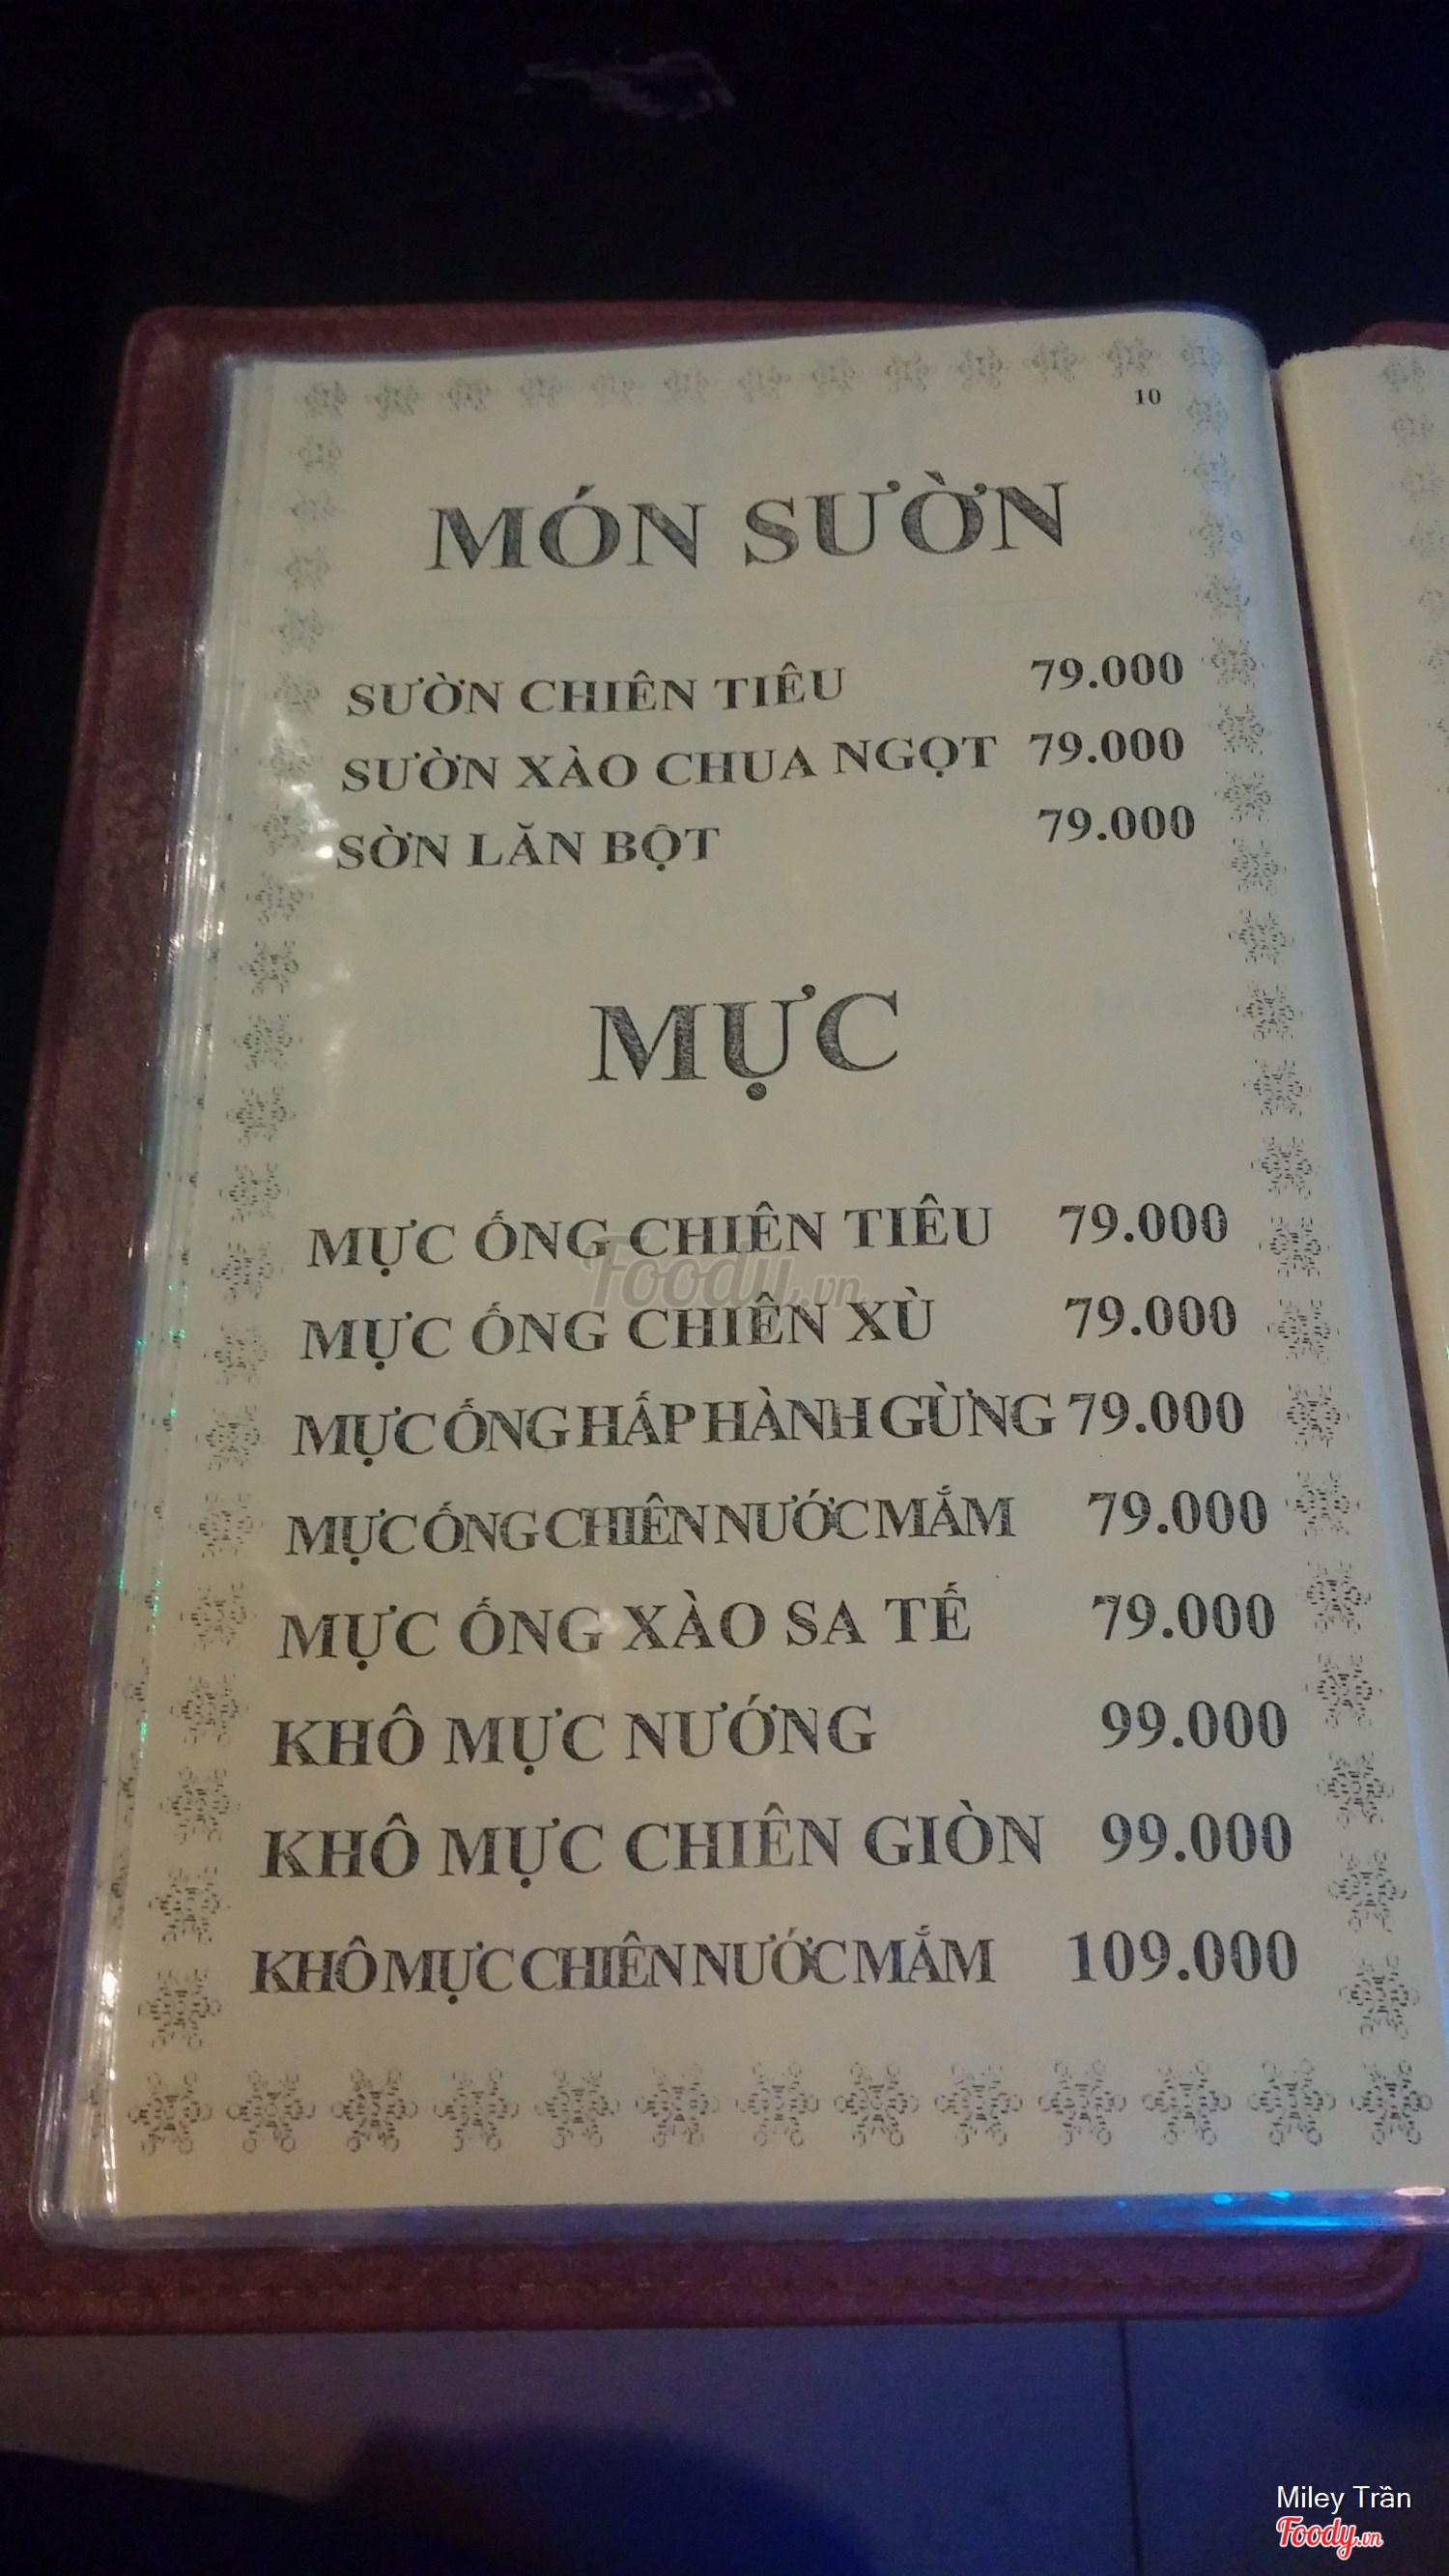 10
MÓN SƯỜN
SƯỜN CHIÊN TIÊU 79.000
SƯỜN XÀO CHUA NGỌT 79.000
SỜN LĂN BỘT 79.000
MỰC
MỰC ỐNG CHIÊN TIÊU 79.000
Foody.vn
MỰC ỐNG CHIÊN XÙ 79.000
MỰC ỐNG HẤP HÀNH GỪNG 79.000
MỰC ỐNG CHIÊN NƯỚC MẮM 79.000
MỰC ỐNG XÀO SA TẾ 79.000
KHÔ MỰC NƯỚNG 99.000
KHÔ MỰC CHIÊN GIÒN 99.000
KHÔ MỰC CHIÊN NƯỚC MẮM 109.000
Miley Trần
Foody.vn